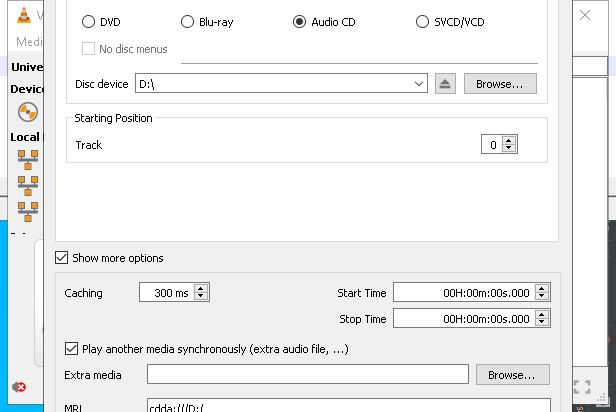 V
DVD Blu-ray Audio CD SVCD/VCD
Medi
No disc menus
Unive
Disc device D:\ Browse...
Device
Starting Position
Track 0
Local
Show more options
Caching 300 ms Start Time 00H:00m:00s.000
Stop Time 00H:00m:00s.000
Play another media synchronously (extra audio file, ...)
Extra media Browse...
MRL cdda:///D:/